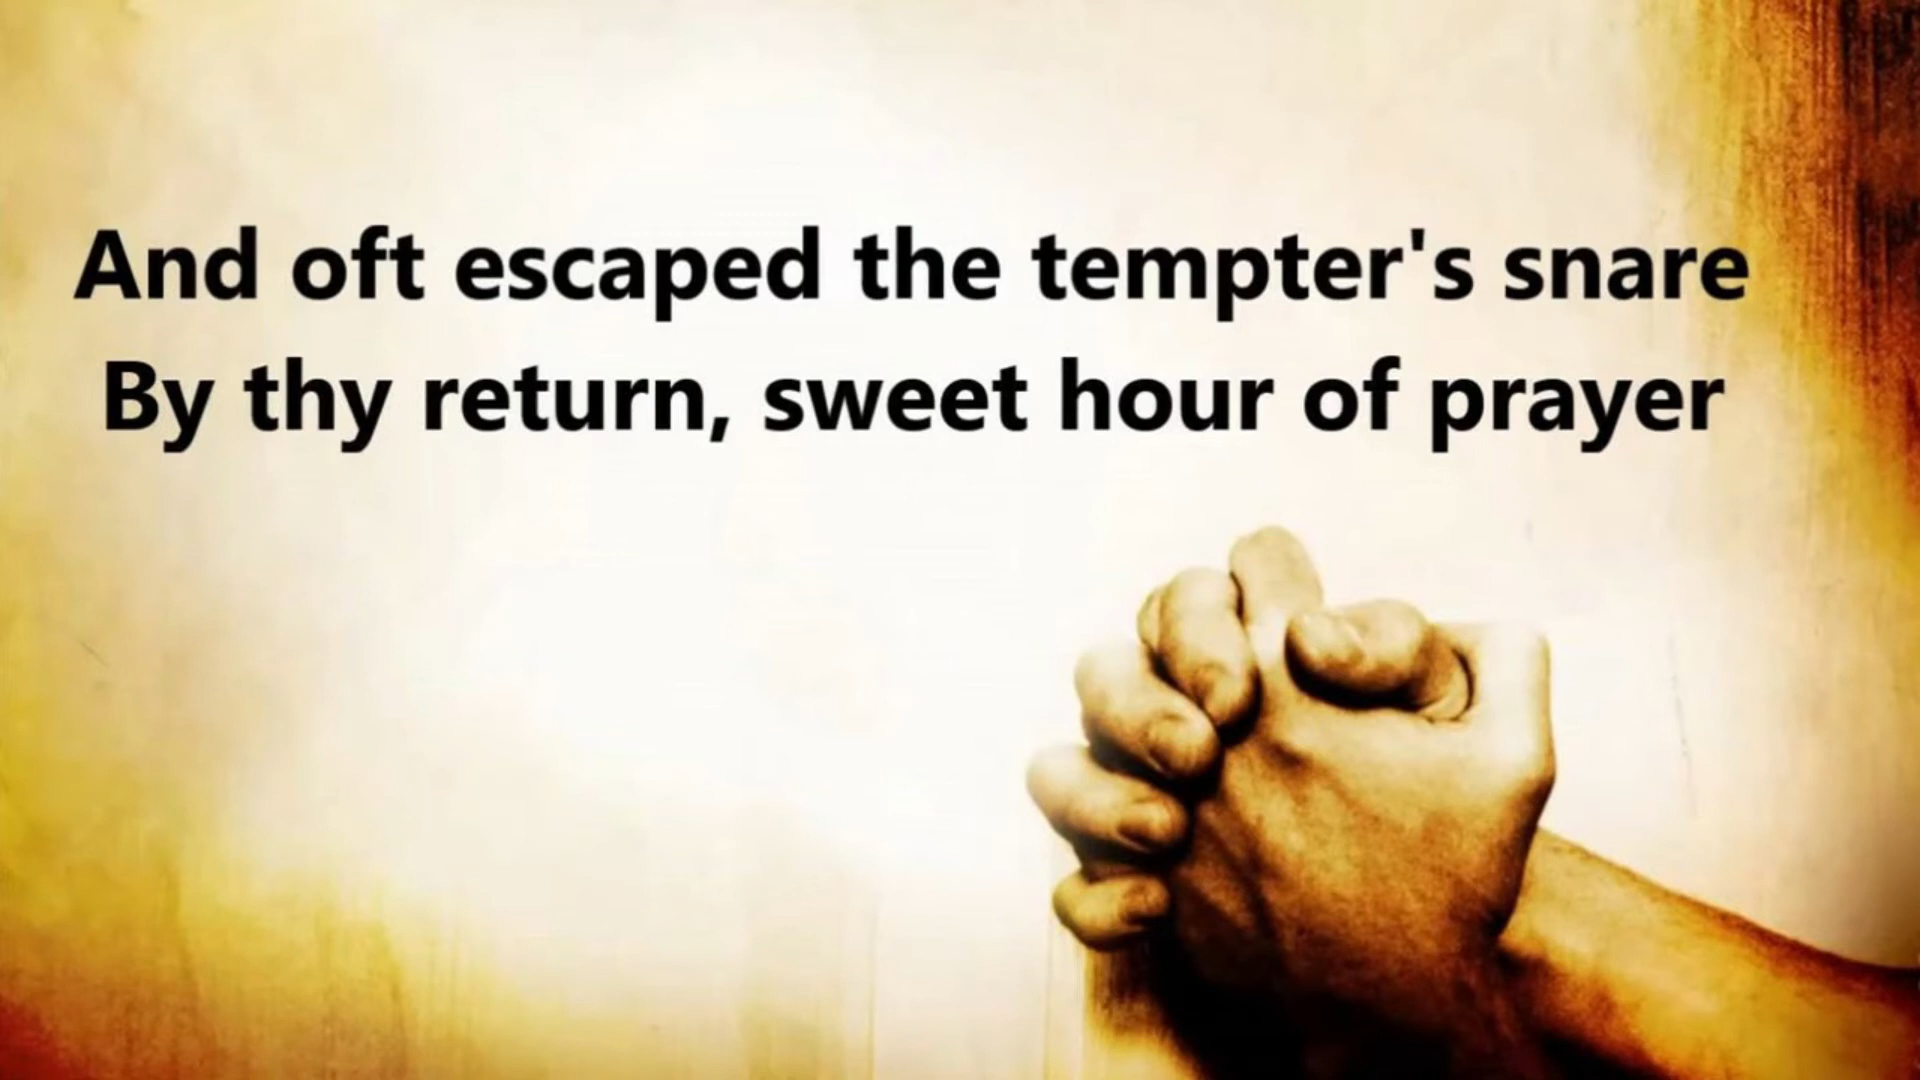 And oft escaped the tempter's snare
By thy return, sweet hour of prayer